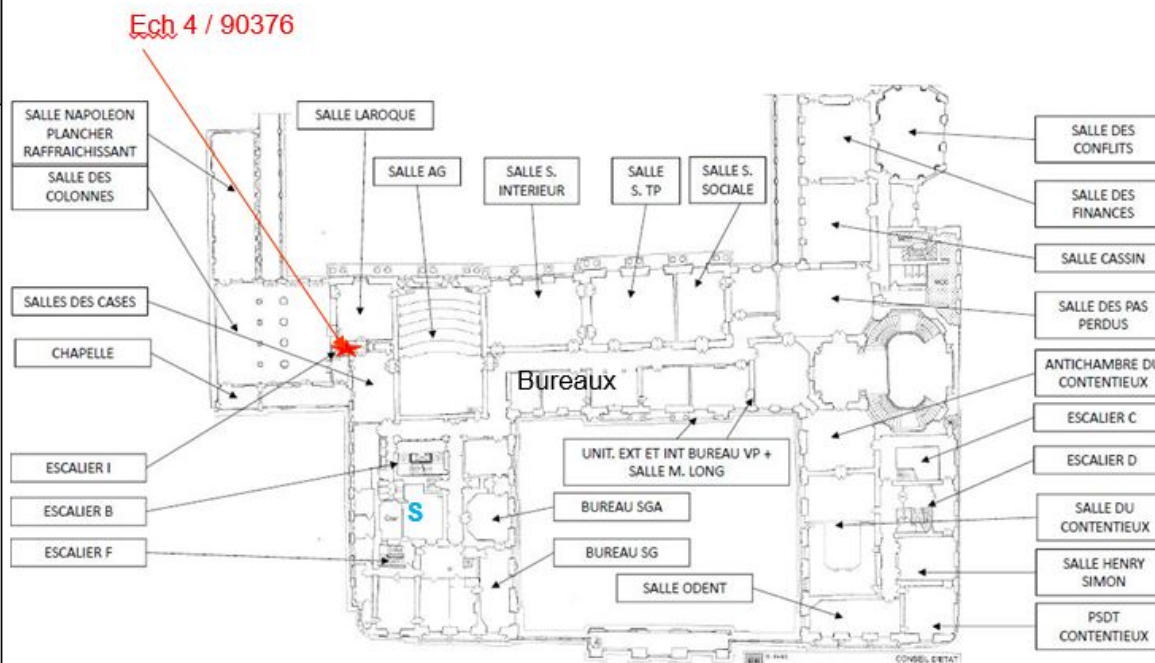 Ech 4 / 90376
SALLE NAPOLEON
PLANCHER
RAFFRAICHISSANT
SALLE DES
COLONNES
SALLES DES CASES
CHAPELLE
ESCALIER I
ESCALIER B
ESCALIER F
SALLE LAROQUE
SALLE AG
SALLE S.
INTERIEUR
SALLE
S. TP
SALLE S.
SOCIALE
Bureaux
UNIT. EXT ET INT BUREAU VP +
SALLE M. LONG
S
BUREAU SGA
BUREAU SG
SALLE ODENT
SALLE DES
CONFLITS
SALLE DES
FINANCES
SALLE CASSIN
SALLE DES PAS
PERDUS
ANTICHAMBRE DU
CONTENTIEUX
ESCALIER C
ESCALIER D
SALLE DU
CONTENTIEUX
SALLE HENRY
SIMON
PSDT
CONTENTIEUX
CONSEIL D'ETAT